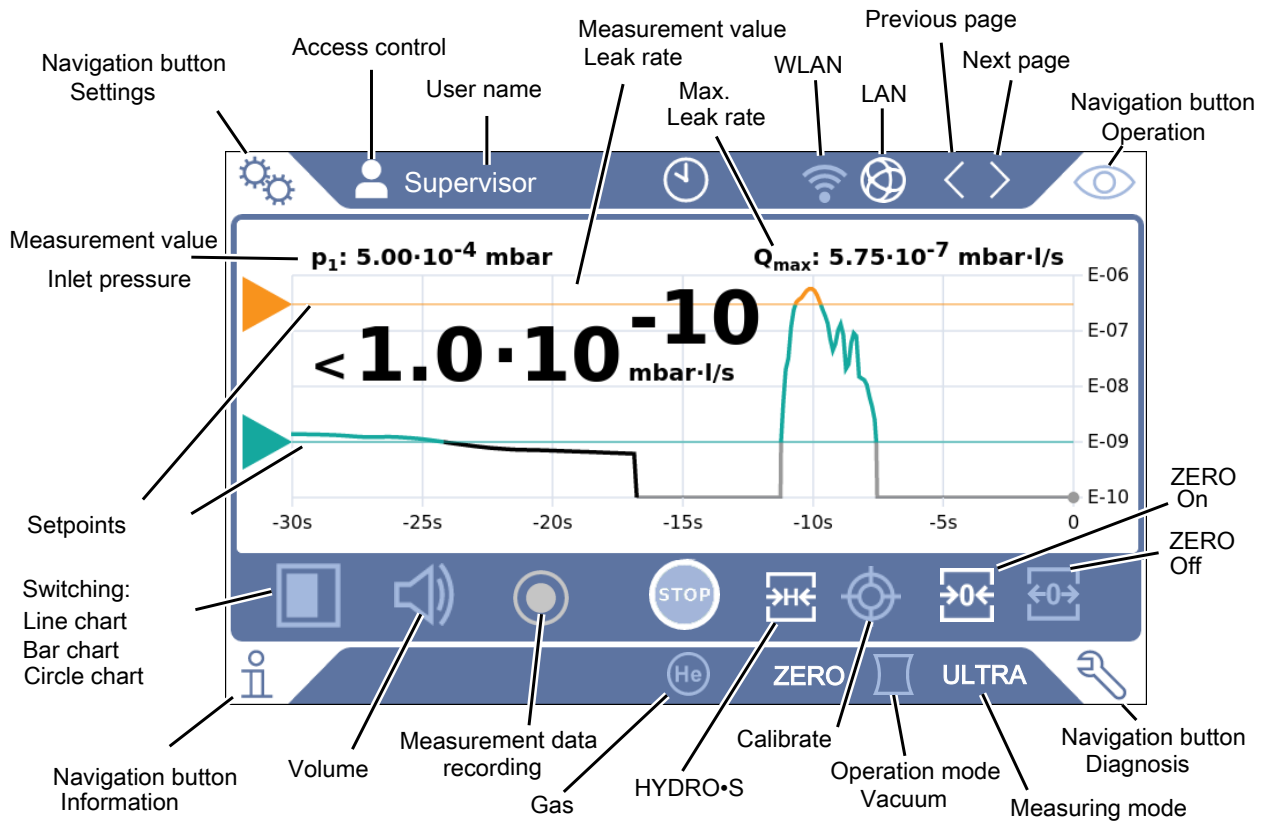 Previous page
Measurement value
Leak rate
Access control
WLAN
Next page
Navigation button
Settings
User name
Max.
Leak rate
LAN
Navigation button
Operation
Supervisor
Measurement value
Inlet pressure
p1: 5.00·10-4 mbar
Qmax: 5.75·10-7 mbar·l/s
E-06
<1.0·10-10
mbar·l/s
E-07
E-08
E-09
E-10
-30s
-25s
-20s
-15s
-10s
-5s
0
Setpoints
ZERO
On
ZERO
Off
Switching:
Line chart
Bar chart
Circle chart
STOP
→H←
→0←
←0→
He
ZERO
ULTRA
Navigation button
Information
Volume
Measurement data
recording
Gas
HYDRO•S
Calibrate
Operation mode
Vacuum
Measuring mode
Navigation button
Diagnosis